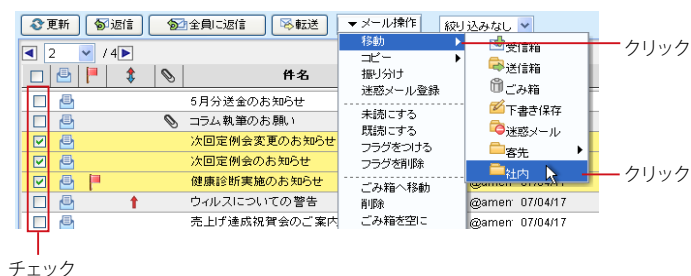 更新 返信 全員に返信 転送 ▼メール操作 絞り込みなし
2 / 4
件名
5月分送金のお知らせ
コラム執筆のお願い
次回定例会変更のお知らせ
次回定例会のお知らせ
健康診断実施のお知らせ
ウィルスについての警告
売上げ達成祝賀会のご案内
移動
コピー
振り分け
迷惑メール登録
未読にする
既読にする
フラグをつける
フラグを削除
ごみ箱へ移動
削除
ごみ箱を空に
受信箱
送信箱
ごみ箱
下書き保存
迷惑メール
客先
社内
@amen 07/04/17
@amen 07/04/17
@amen 07/04/17
クリック
クリック
チェック